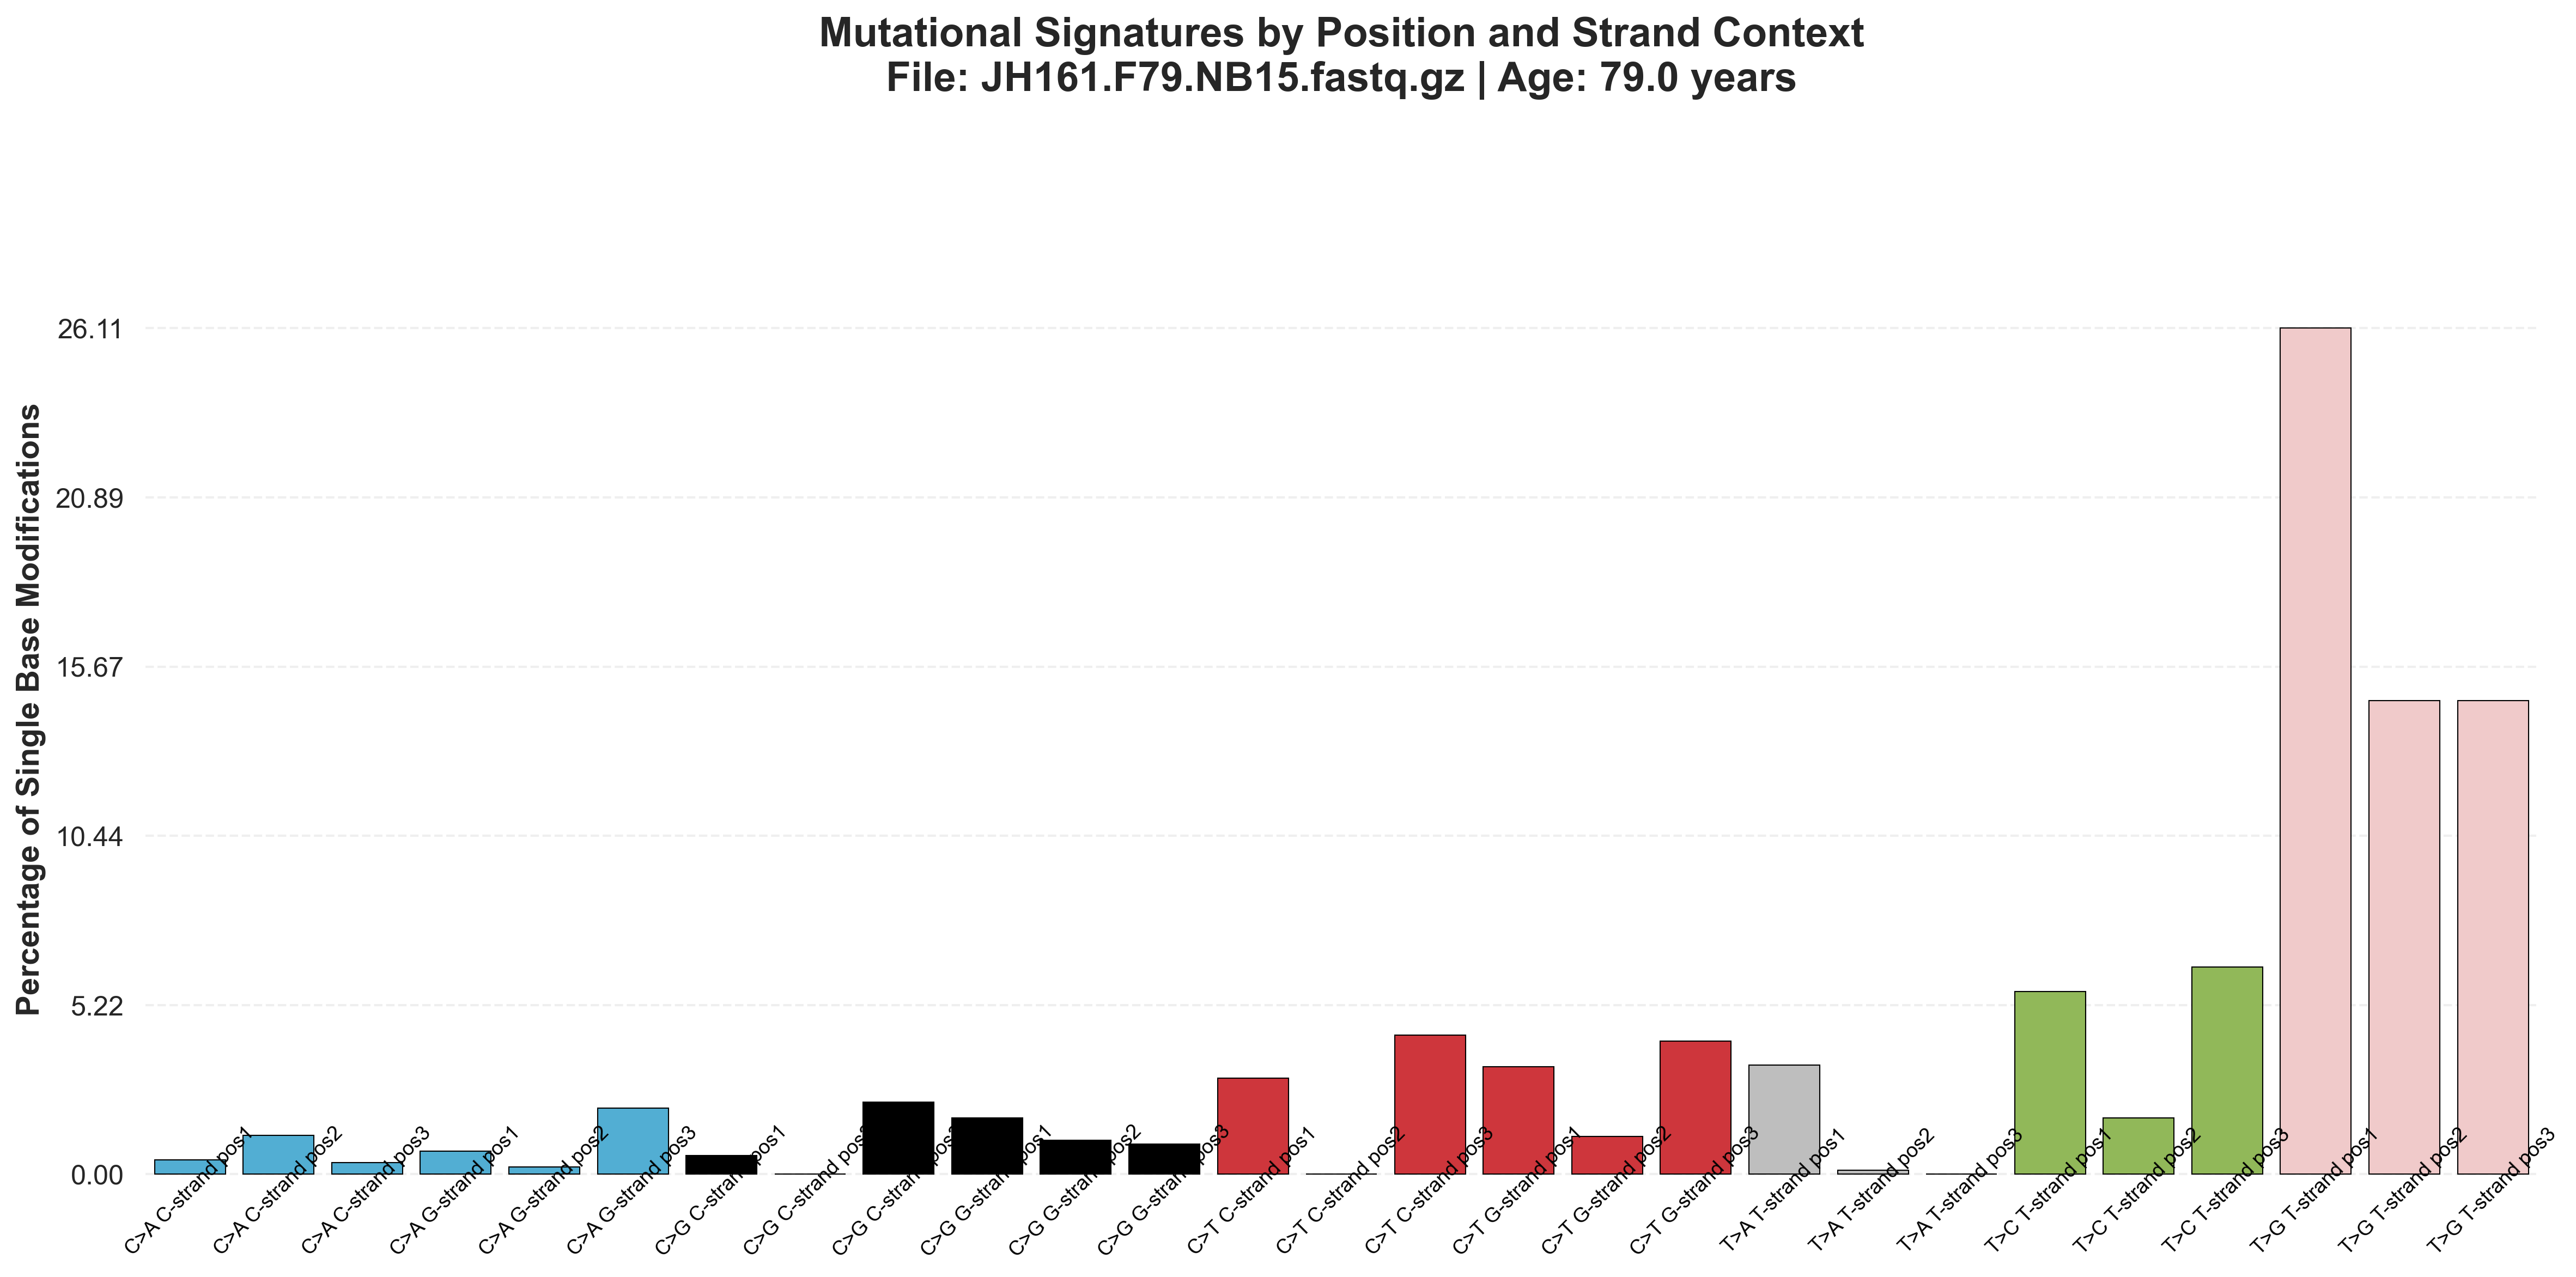 Mutational Signatures by Position and Strand Context
File: JH161.F79.NB15.fastq.gz | Age: 79.0 years
Percentage of Single Base Modifications
26.11
20.89
15.67
10.44
5.22
0.00
C>A C-strand pos1
C>A C-strand pos2
C>A C-strand pos3
C>A G-strand pos1
C>A G-strand pos2
C>A G-strand pos3
C>G C-strand pos1
C>G C-strand pos2
C>G C-strand pos3
C>G G-strand pos1
C>G G-strand pos2
C>G G-strand pos3
C>T C-strand pos1
C>T C-strand pos2
C>T C-strand pos3
C>T G-strand pos1
C>T G-strand pos2
C>T G-strand pos3
T>A T-strand pos1
T>A T-strand pos2
T>A T-strand pos3
T>C T-strand pos1
T>C T-strand pos2
T>C T-strand pos3
T>G T-strand pos1
T>G T-strand pos2
T>G T-strand pos3